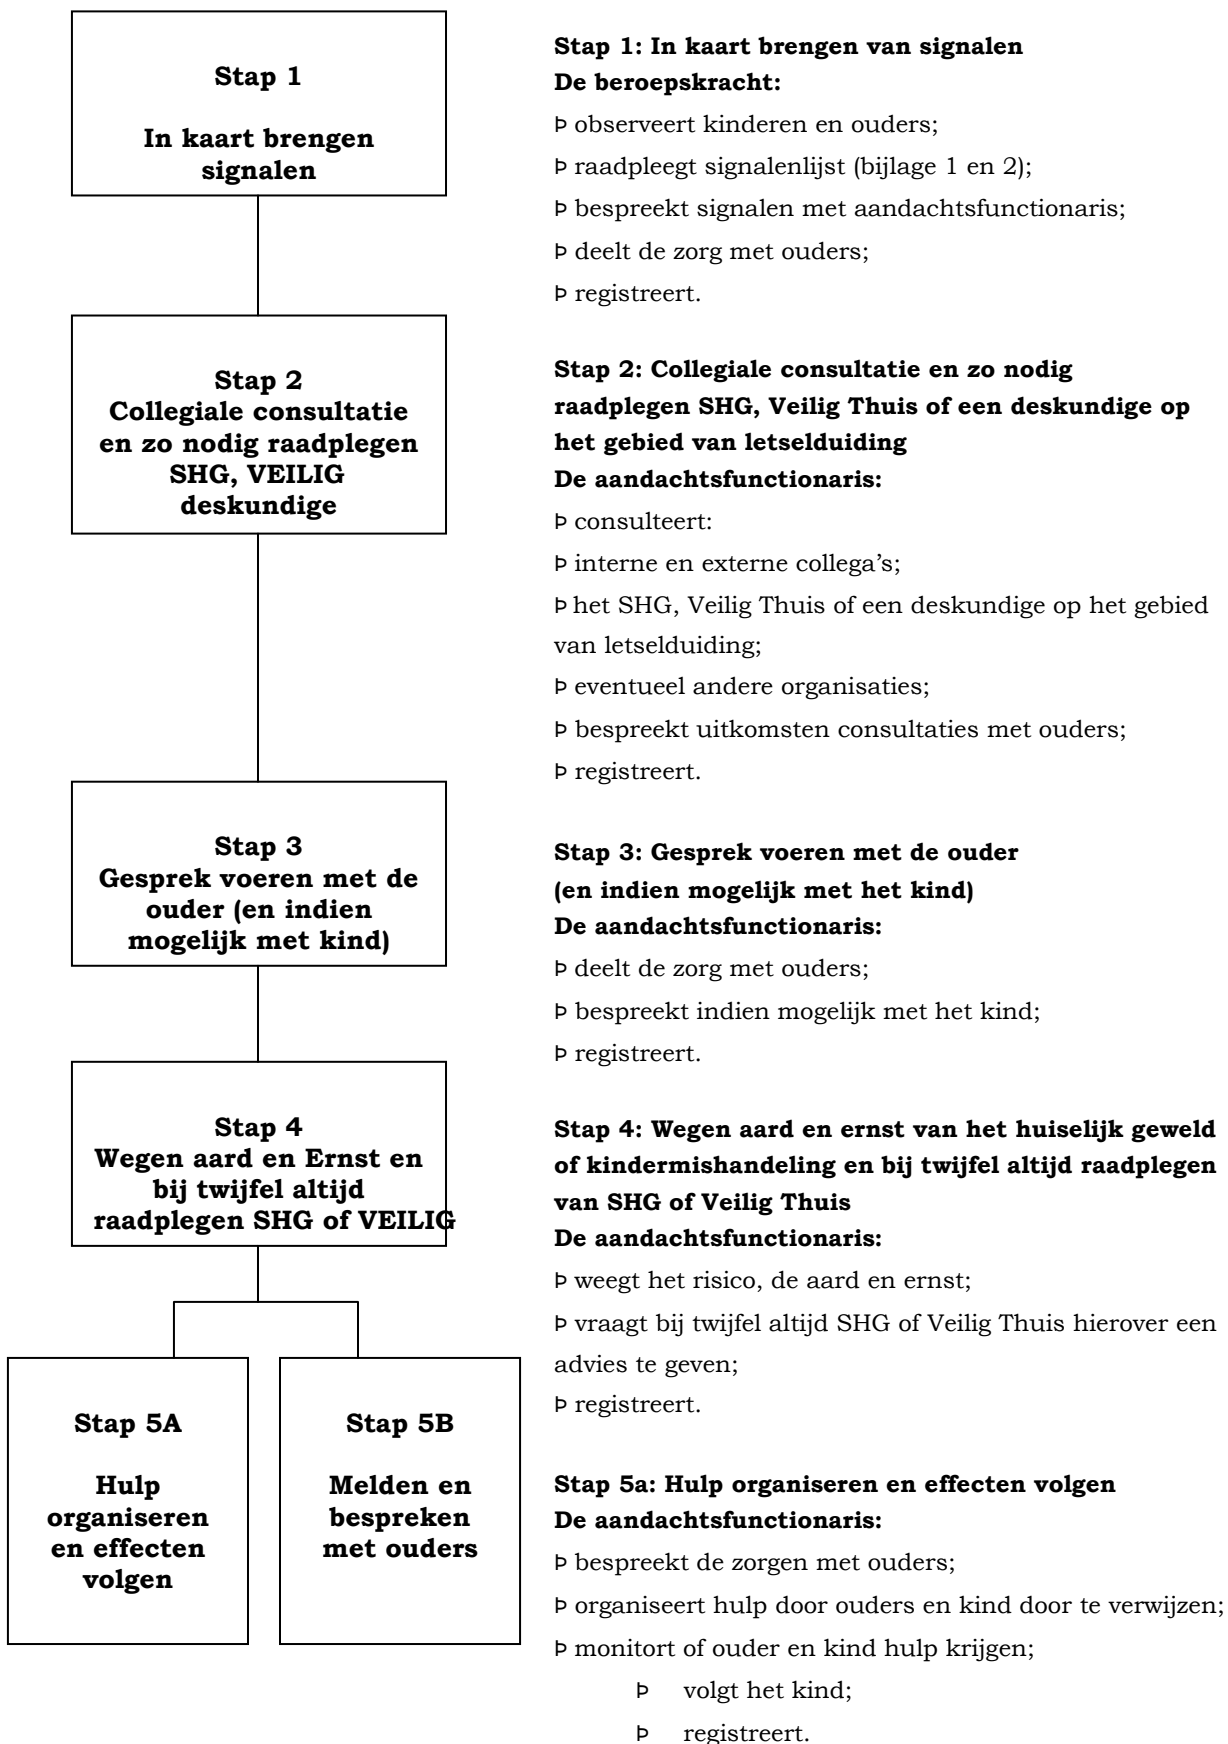 Stap 1
In kaart brengen
signalen
Stap 2
Collegiale consultatie
en zo nodig raadplegen
SHG, VEILIG
deskundige
Stap 3
Gesprek voeren met de
ouder (en indien
mogelijk met kind)
Stap 4
Wegen aard en Ernst en
bij twijfel altijd
raadplegen SHG of VEILIG
Stap 5A
Hulp
organiseren
en effecten
volgen
Stap 5B
Melden en
bespreken
met ouders
Stap 1: In kaart brengen van signalen
De beroepskracht:
Þ observeert kinderen en ouders;
Þ raadpleegt signalenlijst (bijlage 1 en 2);
Þ bespreekt signalen met aandachtsfunctionaris;
Þ deelt de zorg met ouders;
Þ registreert.
Stap 2: Collegiale consultatie en zo nodig
raadplegen SHG, Veilig Thuis of een deskundige op
het gebied van letselduiding
De aandachtsfunctionaris:
Þ consulteert:
Þ interne en externe collega’s;
Þ het SHG, Veilig Thuis of een deskundige op het gebied
van letselduiding;
Þ eventueel andere organisaties;
Þ bespreekt uitkomsten consultaties met ouders;
Þ registreert.
Stap 3: Gesprek voeren met de ouder
(en indien mogelijk met het kind)
De aandachtsfunctionaris:
Þ deelt de zorg met ouders;
Þ bespreekt indien mogelijk met het kind;
Þ registreert.
Stap 4: Wegen aard en ernst van het huiselijk geweld
of kindermishandeling en bij twijfel altijd raadplegen
van SHG of Veilig Thuis
De aandachtsfunctionaris:
Þ weegt het risico, de aard en ernst;
Þ vraagt bij twijfel altijd SHG of Veilig Thuis hierover een
advies te geven;
Þ registreert.
Stap 5a: Hulp organiseren en effecten volgen
De aandachtsfunctionaris:
Þ bespreekt de zorgen met ouders;
Þ organiseert hulp door ouders en kind door te verwijzen;
Þ monitort of ouder en kind hulp krijgen;
Þ volgt het kind;
Þ registreert.